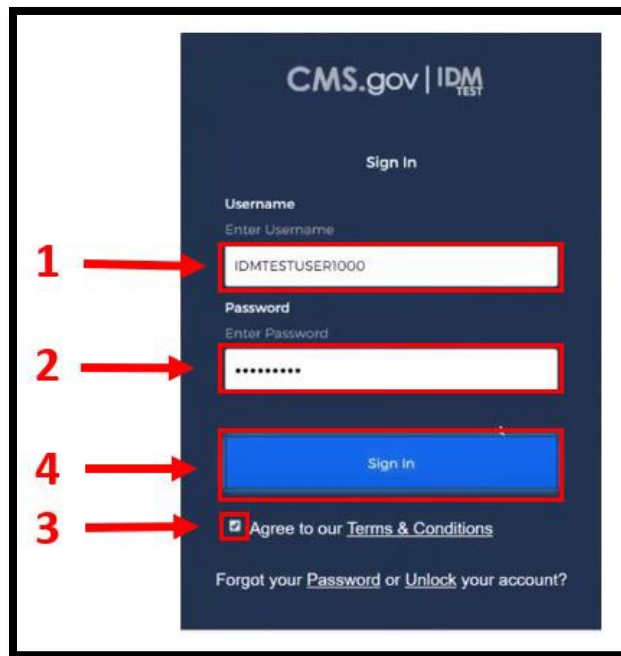 CMS.gov | IDM
TEST
Sign In
Username
Enter Username
1
IDMTESTUSER1000
Password
Enter Password
2
•••••••••
4
Sign In
3
Agree to our Terms & Conditions
Forgot your Password or Unlock your account?